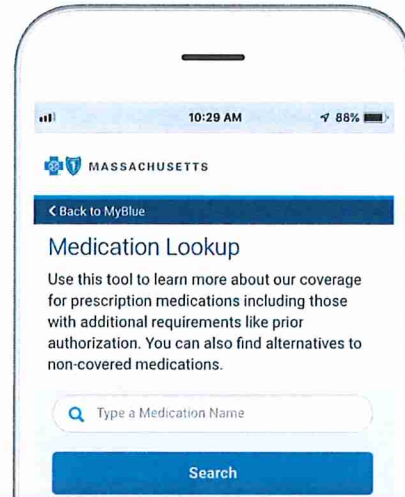 10:29 AM
88%
MASSACHUSETTS
Back to MyBlue
Medication Lookup
Use this tool to learn more about our coverage
for prescription medications including those
with additional requirements like prior
authorization. You can also find alternatives to
non-covered medications.
Type a Medication Name
Search